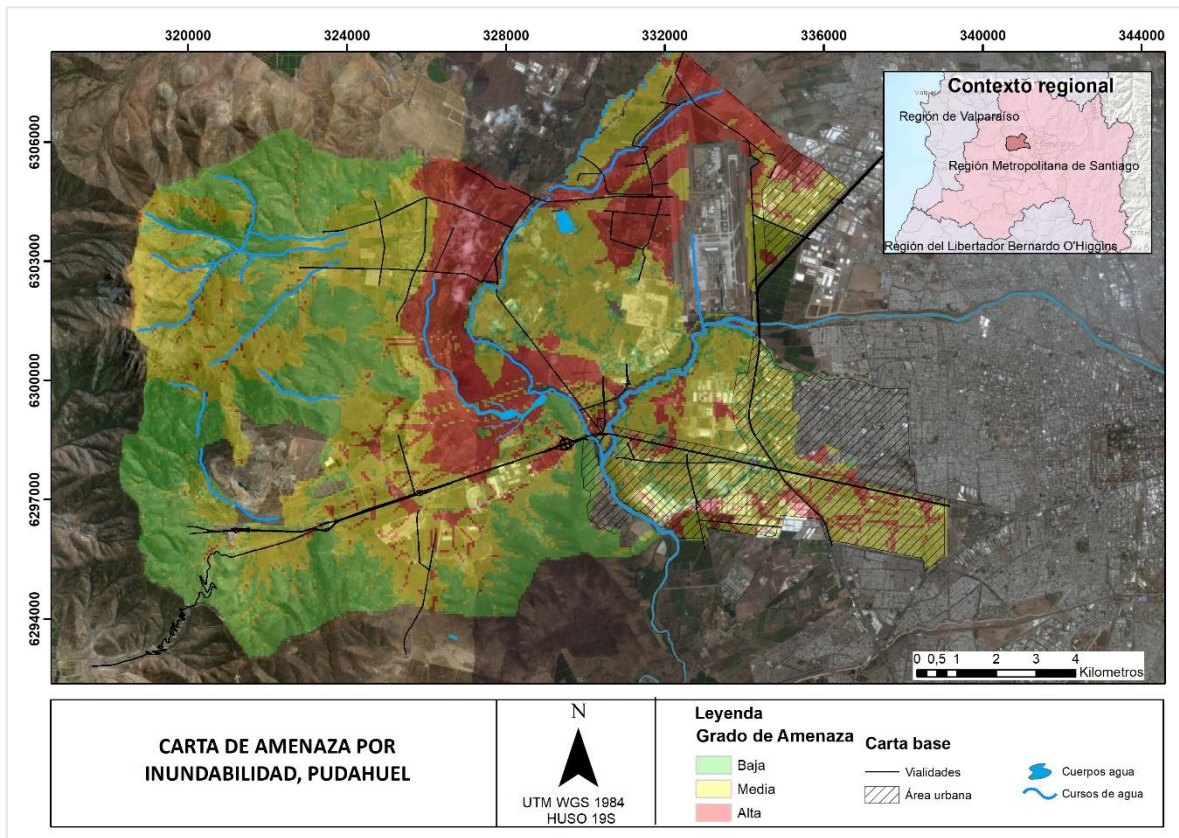 320000 324000 328000 332000 336000 340000 344000
Contexto regional
Valpar
Región de Valparaíso
Región Metropolitana de Santiago
Región del Libertador Bernardo O'Higgins
6306000
6303000
6300000
6297000
6294000
0 0,5 1 2 3 4
Kilometros
CARTA DE AMENAZA POR
INUNDABILIDAD, PUDAHUEL
N
UTM WGS 1984
HUSO 19S
Leyenda
Grado de Amenaza
Baja
Media
Alta
Carta base
Vialidades
Área urbana
Cuerpos agua
Cursos de agua